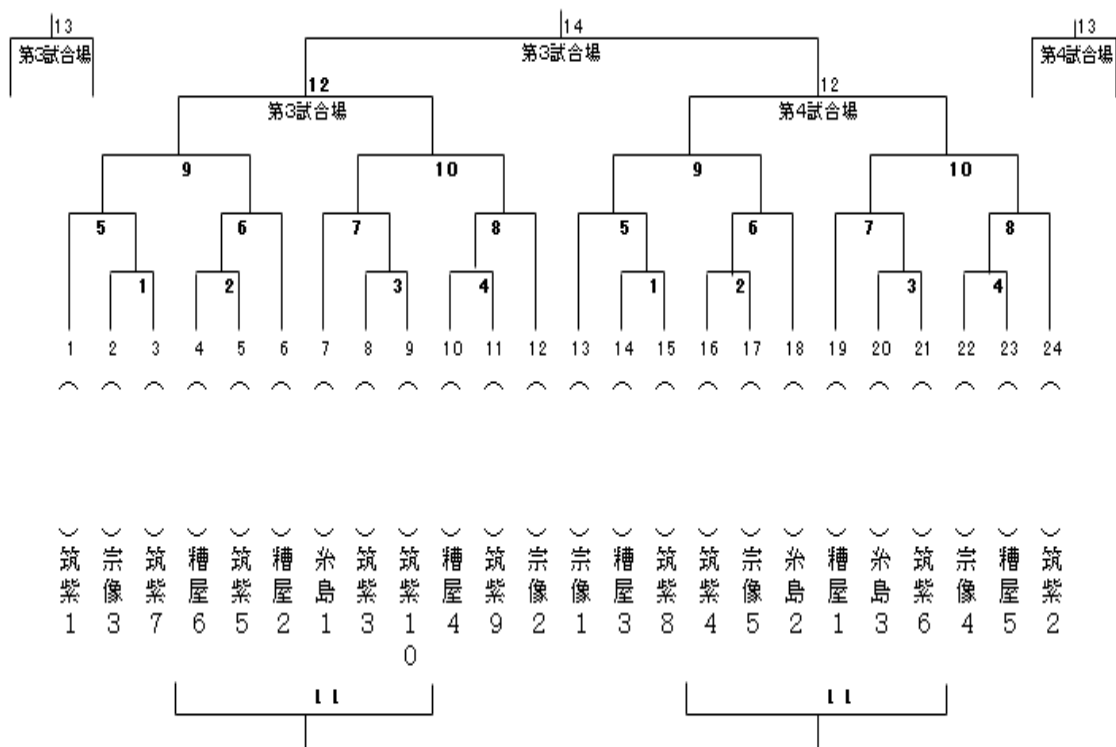 13 14 13
第3試合場 第3試合場 第4試合場
12 12
第3試合場 第4試合場
9 10 9 10
5 6 7 8 5 6 7 8
1 2 3 4 1 2 3 4
1 2 3 4 5 6 7 8 9 10 11 12 13 14 15 16 17 18 19 20 21 22 23 24
︵ ︵ ︵ ︵ ︵ ︵ ︵ ︵ ︵ ︵ ︵ ︵ ︵ ︵ ︵ ︵ ︵ ︵ ︵ ︵ ︵ ︵ ︵ ︵
︶ ︶ ︶ ︶ ︶ ︶ ︶ ︶ ︶ ︶ ︶ ︶ ︶ ︶ ︶ ︶ ︶ ︶ ︶ ︶ ︶ ︶ ︶ ︶
筑紫1
宗像3
筑紫7
糟屋6
筑紫5
糟屋2
糸島1
筑紫3
筑紫10
糟屋4
筑紫9
宗像2
宗像1
糟屋3
筑紫8
筑紫4
宗像5
糸島2
糟屋1
糸島3
筑紫6
宗像4
糟屋5
筑紫2
11 11